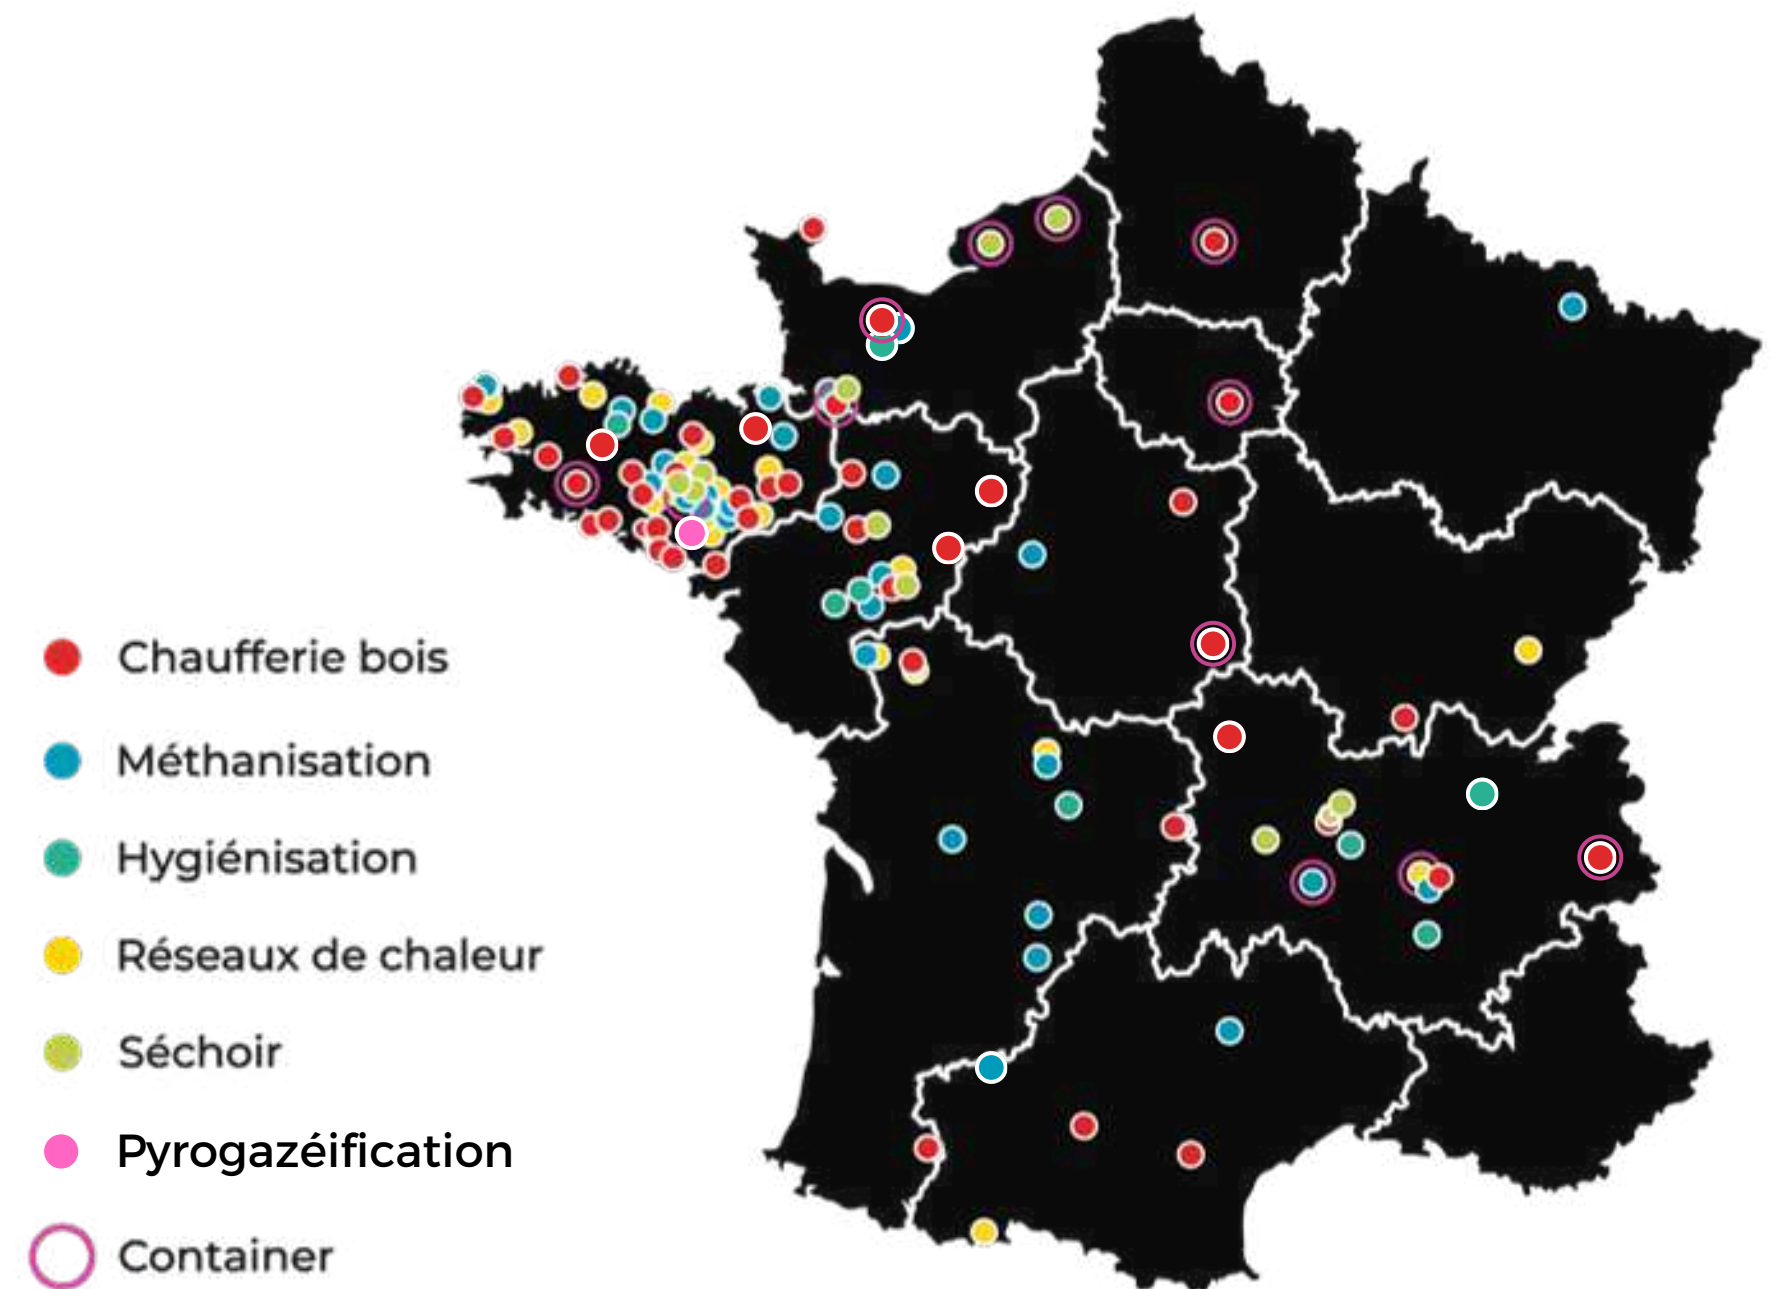 Chaufferie bois
Méthanisation
Hygiénisation
Réseaux de chaleur
Séchoir
Pyrogazéification
Container